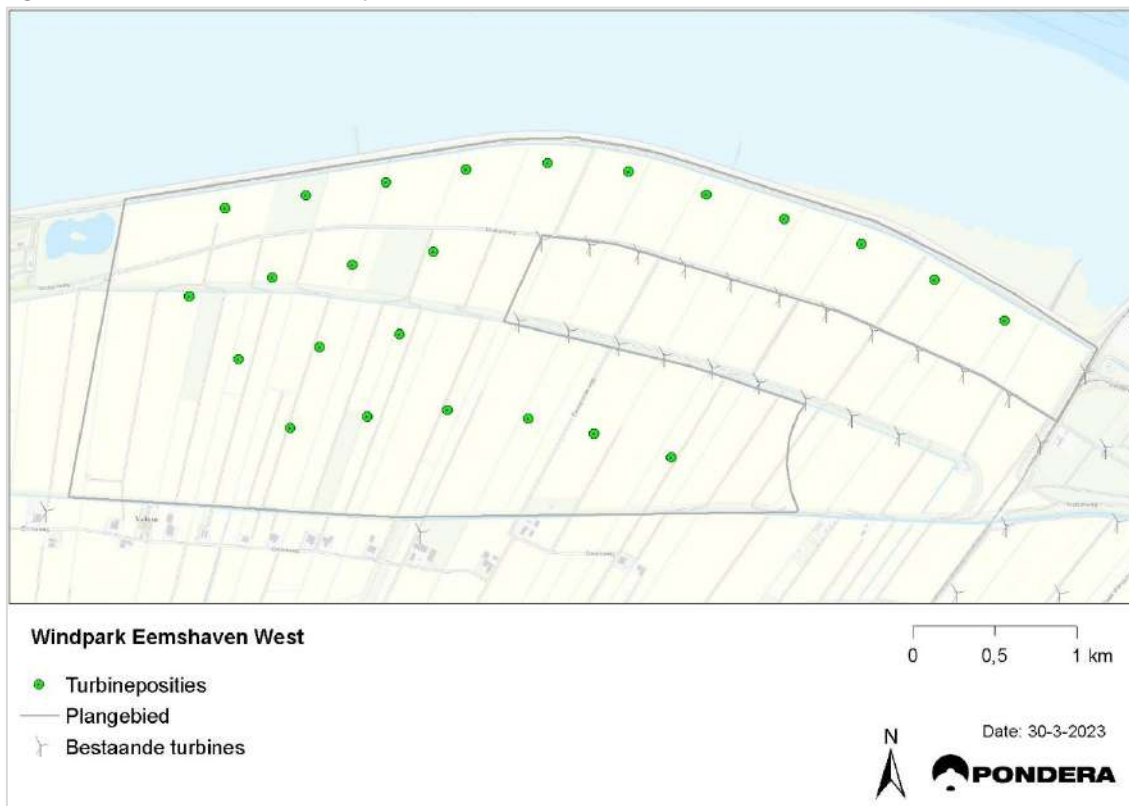 Windpark Eemshaven West
Turbineposities
Plangebied
Bestaande turbines
0 0,5 1 km
N
Date: 30-3-2023
PONDERA